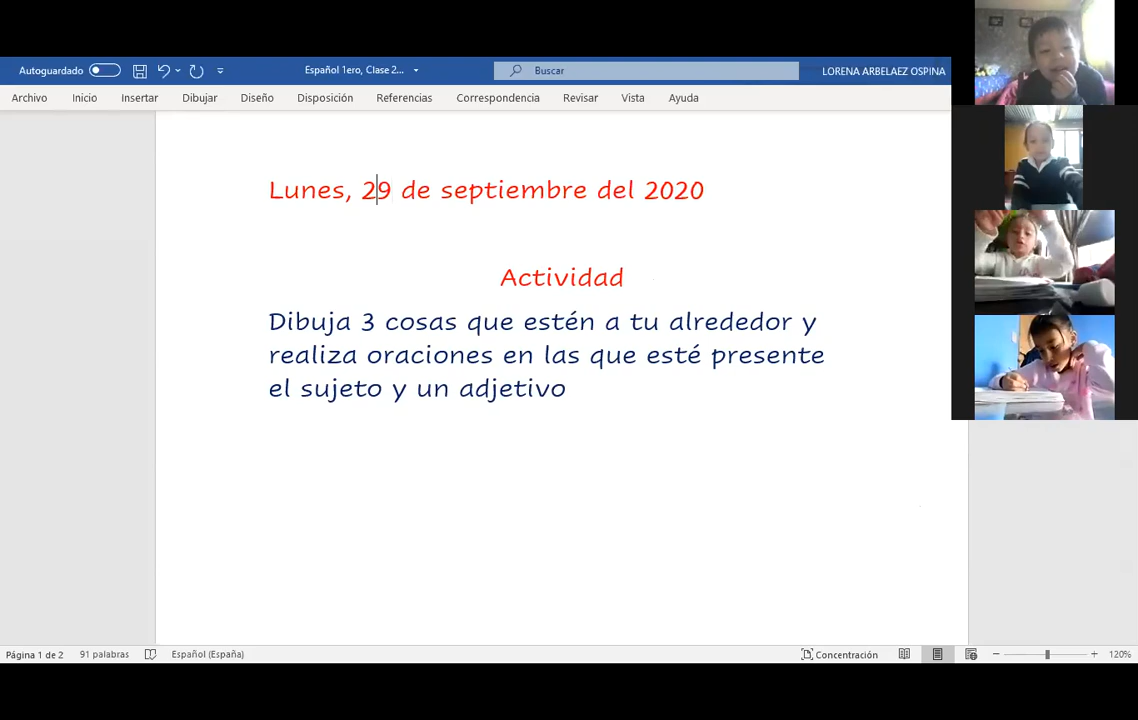 Autoguardado
Español 1ero, Clase 2...
Buscar
LORENA ARBELAEZ OSPINA
Archivo Inicio Insertar Dibujar Diseño Disposición Referencias Correspondencia Revisar Vista Ayuda
Lunes, 29 de septiembre del 2020
Actividad
Dibuja 3 cosas que estén a tu alrededor y
realiza oraciones en las que esté presente
el sujeto y un adjetivo
Página 1 de 2 91 palabras Español (España) Concentración 120%